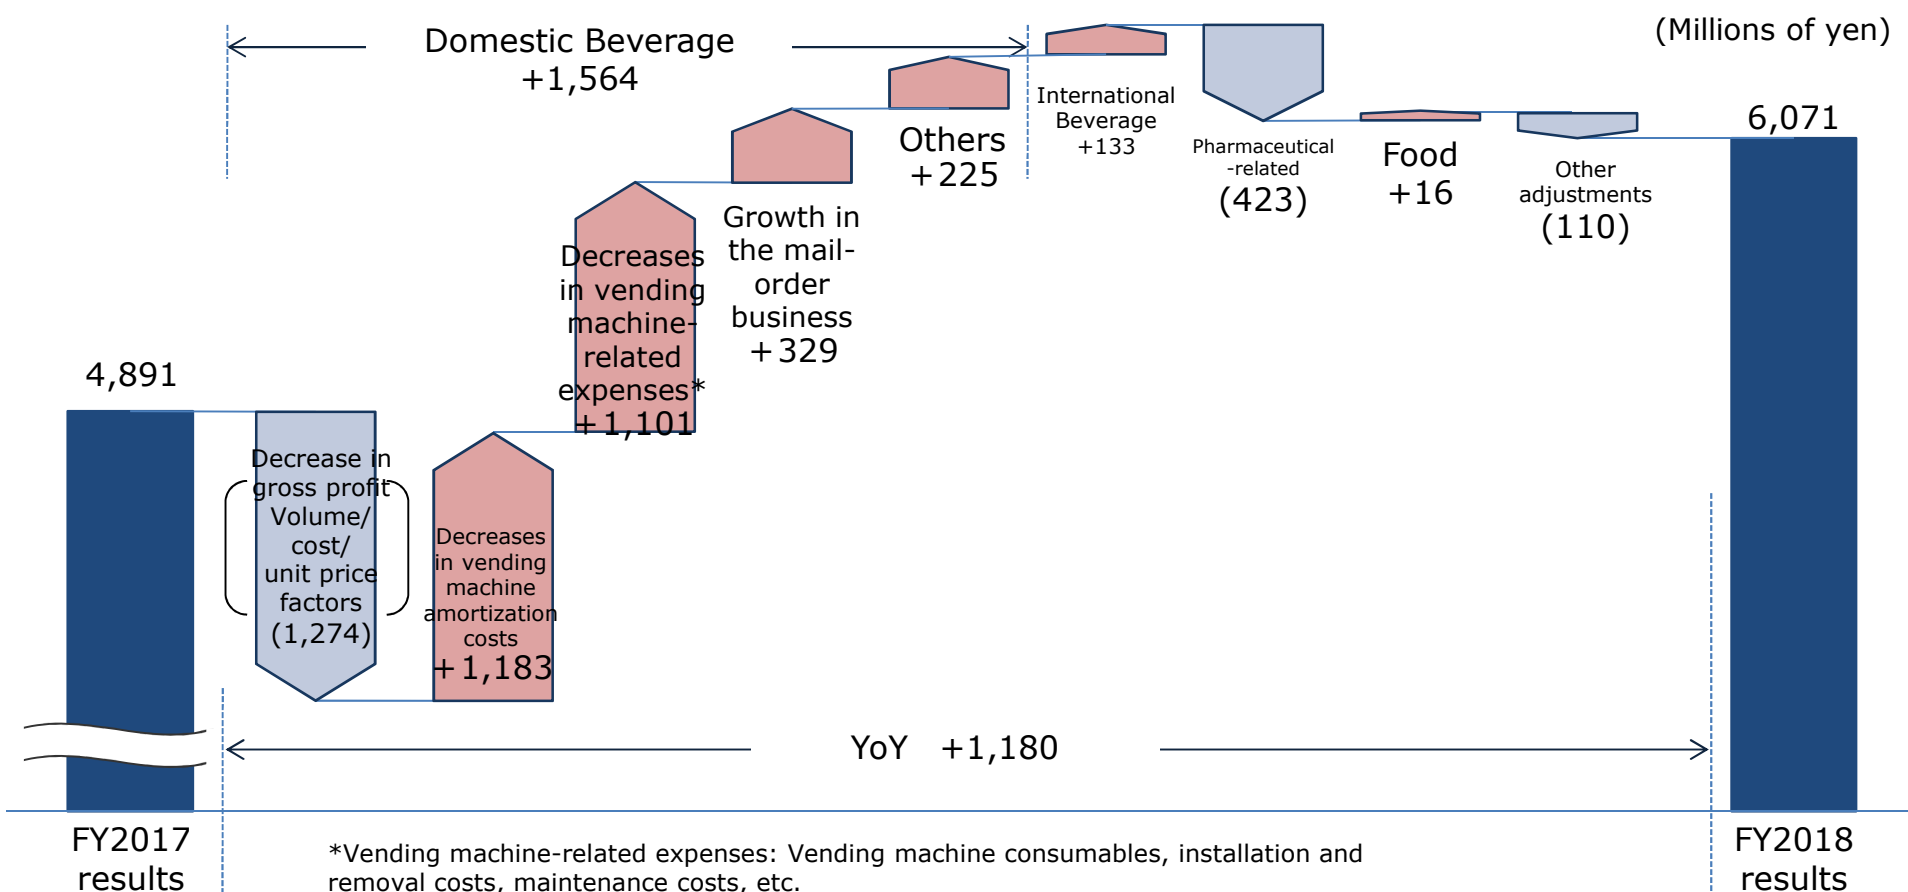 (Millions of yen)
Domestic Beverage
+1,564
4,891
Decrease in
gross profit
Volume/
cost/
unit price
factors
(1,274)
Decreases
in vending
machine
amortization
costs
+1,183
Decreases
in vending
machine-
related
expenses*
+1,101
Growth in
the mail-
order
business
+329
Others
+225
International
Beverage
+133
Pharmaceutical
-related
(423)
Food
+16
Other
adjustments
(110)
6,071
YoY +1,180
FY2017
results
FY2018
results
*Vending machine-related expenses: Vending machine consumables, installation and
removal costs, maintenance costs, etc.